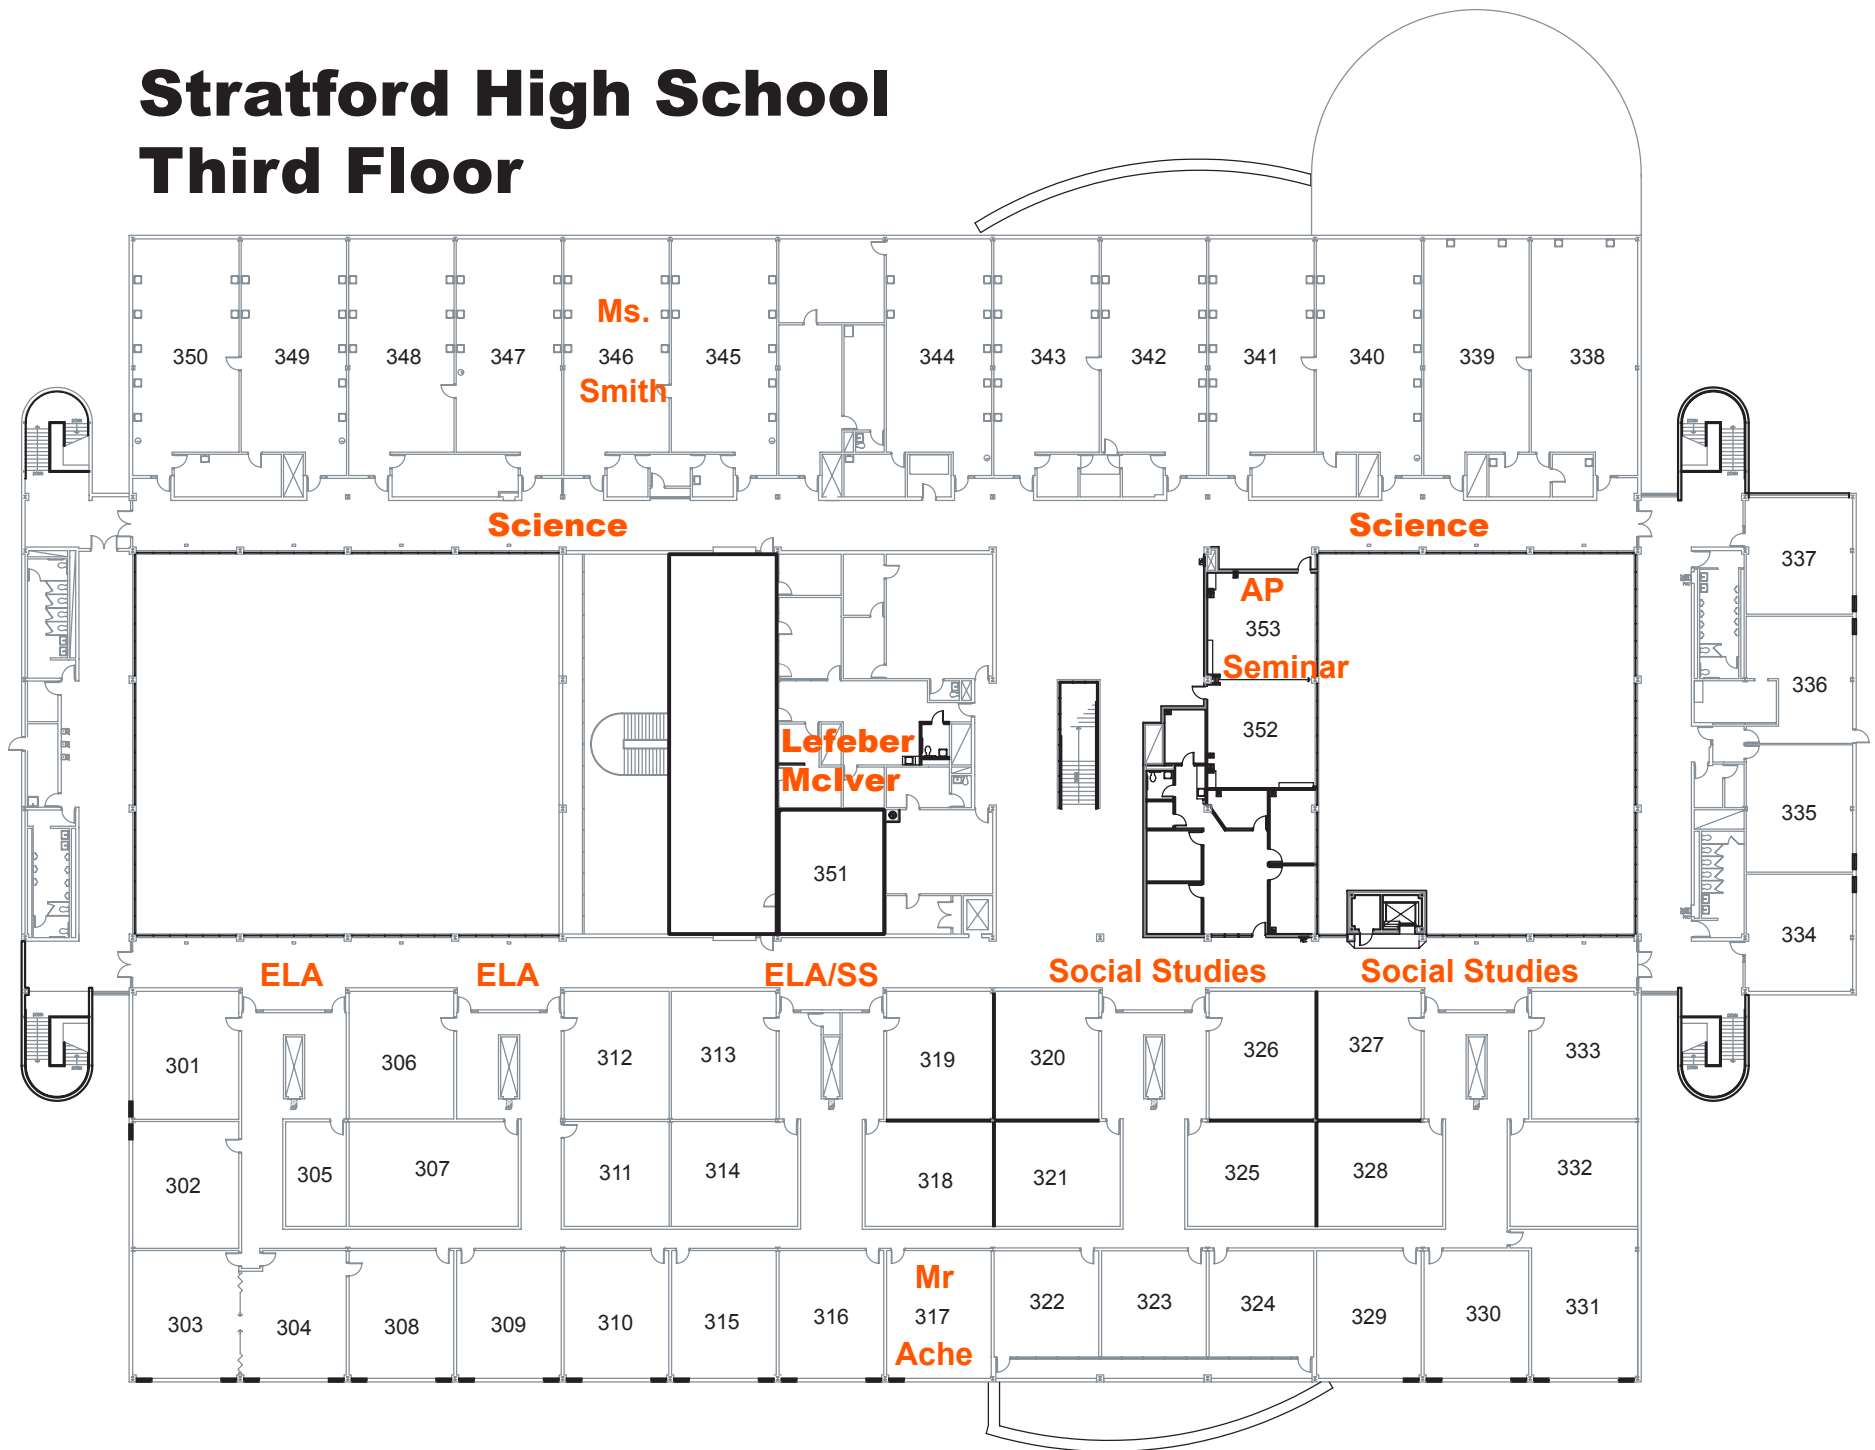 Stratford High School
Third Floor
Ms.
350 349 348 347 346 345 344 343 342 341 340 339 338
Smith
Science Science
337
AP
353
Seminar
336
352
Lefeber
McIver
335
351
334
ELA ELA ELA/SS Social Studies Social Studies
301 306 312 313 319 320 326 327 333
302 305 307 311 314 318 321 325 328 332
Mr
303 304 308 309 310 315 316 317 322 323 324 329 330 331
Ache